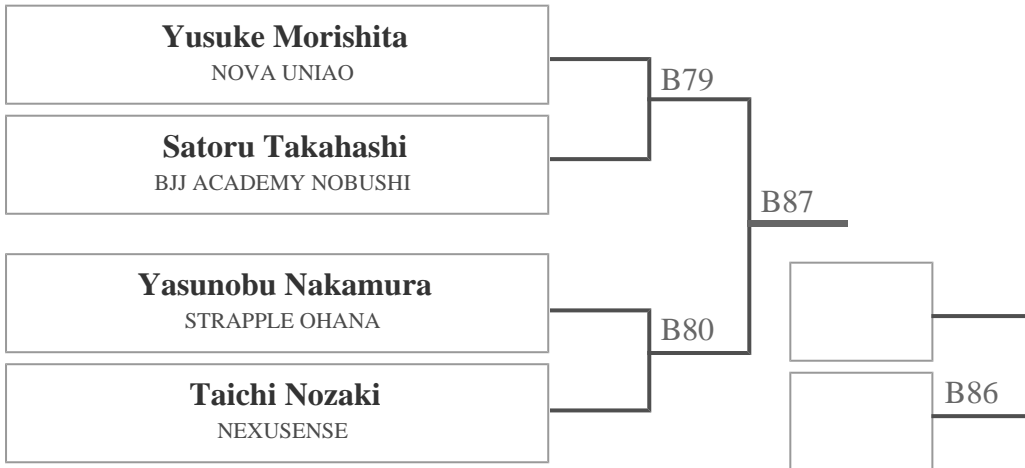 Yusuke Morishita
NOVA UNIAO
B79
Satoru Takahashi
BJJ ACADEMY NOBUSHI
B87
Yasunobu Nakamura
STRAPPLE OHANA
B80
Taichi Nozaki
NEXUSENSE
B86